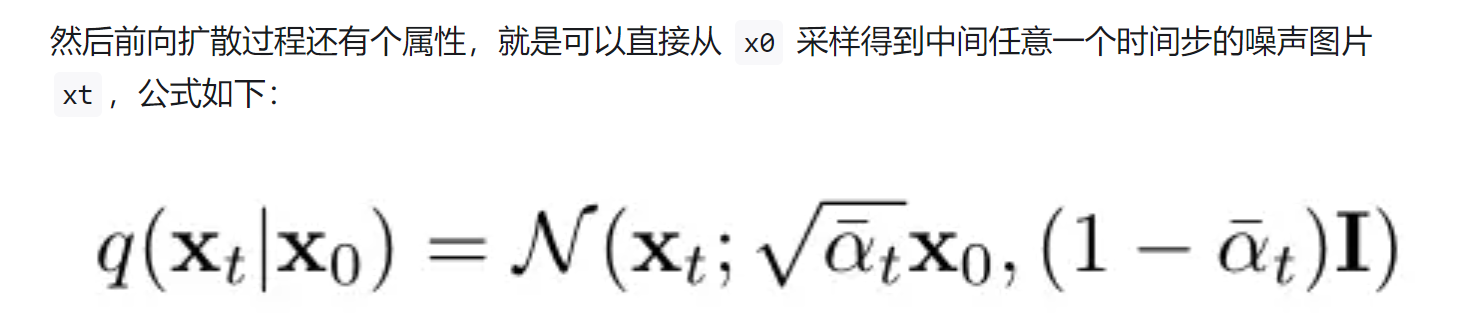 然后前向扩散过程还有个属性，就是可以直接从 x0 采样得到中间任意一个时间步的噪声图片
xt ，公式如下：
q(𝐱ₜ|𝐱₀) = 𝒩(𝐱ₜ; √ᾱₜ𝐱₀, (1 − ᾱₜ)𝐈)